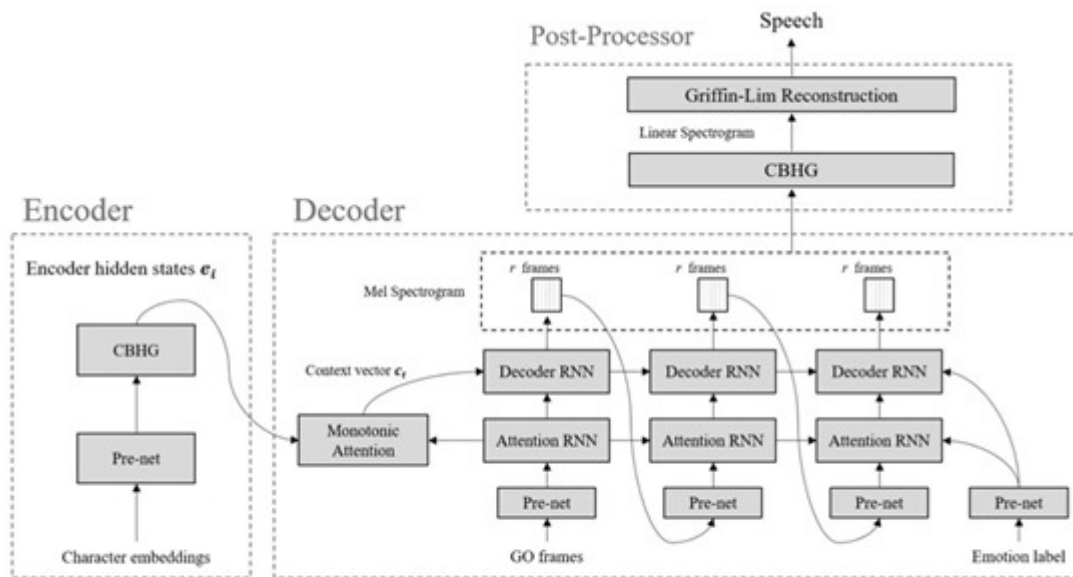 Speech
Post-Processor
Griffin-Lim Reconstruction
Linear Spectrogram
CBHG
Encoder
Decoder
Encoder hidden states e_i
r frames
r frames
r frames
Mel Spectrogram
CBHG
Context vector c_t
Decoder RNN
Decoder RNN
Decoder RNN
Monotonic
Attention
Attention RNN
Attention RNN
Attention RNN
Pre-net
Pre-net
Pre-net
Pre-net
Pre-net
Character embeddings
GO frames
Emotion label